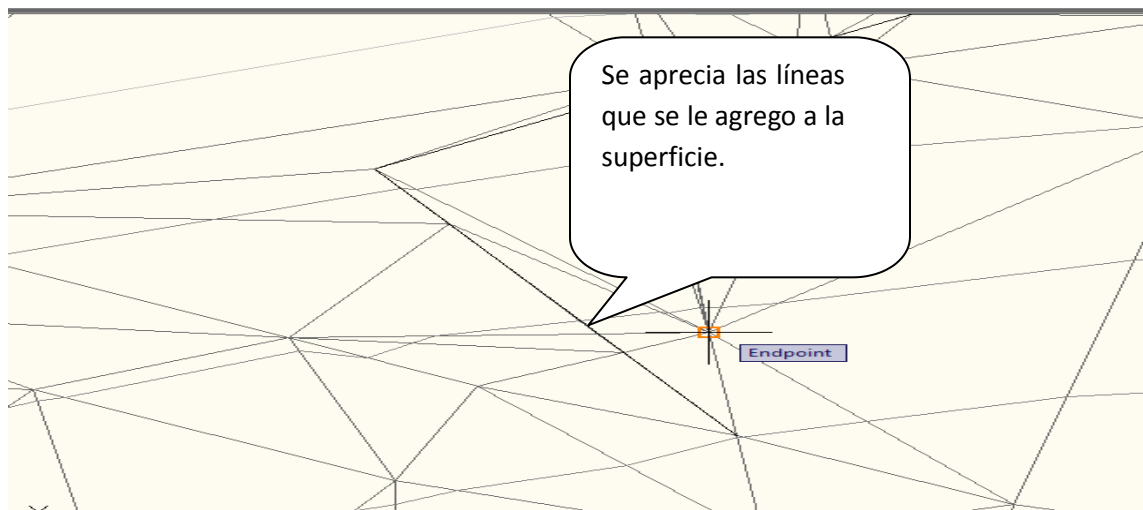 Se aprecia las líneas
que se le agrego a la
superficie.
Endpoint